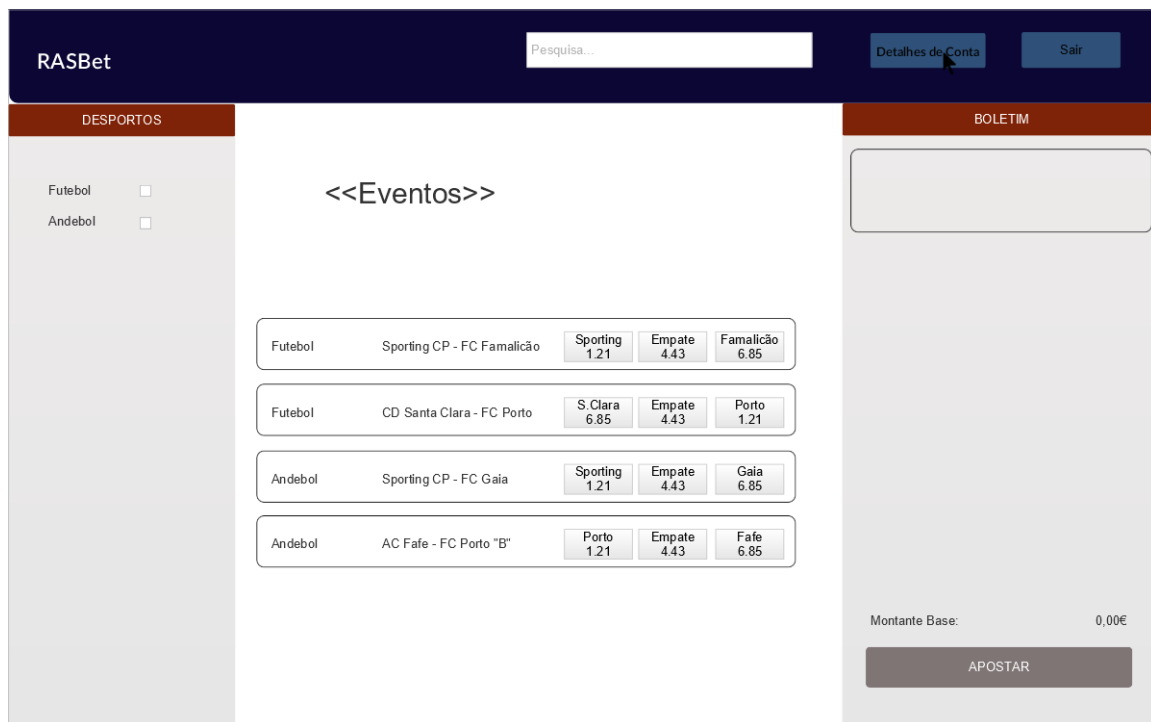 RASBet
Pesquisa...
Detalhes de Conta
Sair
DESPORTOS
BOLETIM
Futebol
Andebol
<<Eventos>>
Futebol
Sporting CP - FC Famalicão
Sporting
1.21
Empate
4.43
Famalicão
6.85
Futebol
CD Santa Clara - FC Porto
S.Clara
6.85
Empate
4.43
Porto
1.21
Andebol
Sporting CP - FC Gaia
Sporting
1.21
Empate
4.43
Gaia
6.85
Andebol
AC Fafe - FC Porto "B"
Porto
1.21
Empate
4.43
Fafe
6.85
Montante Base:
0,00€
APOSTAR